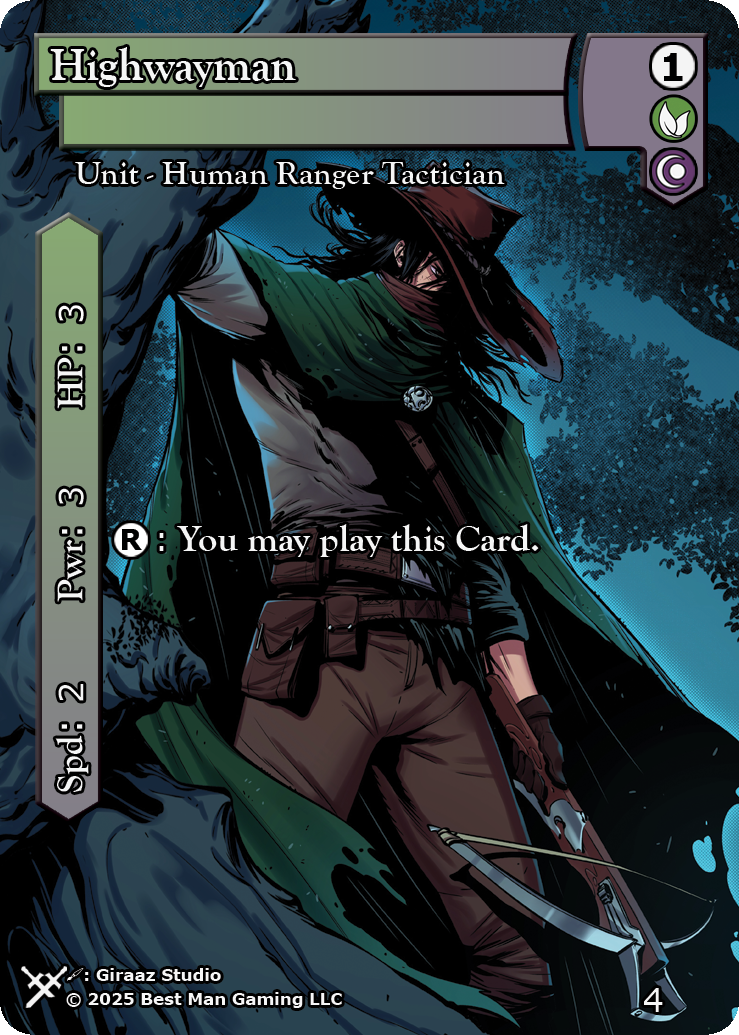 Highwayman
1
Unit - Human Ranger Tactician
HP: 3
Pwr: 3
Spd: 2
R : You may play this Card.
: Giraaz Studio
© 2025 Best Man Gaming LLC
4